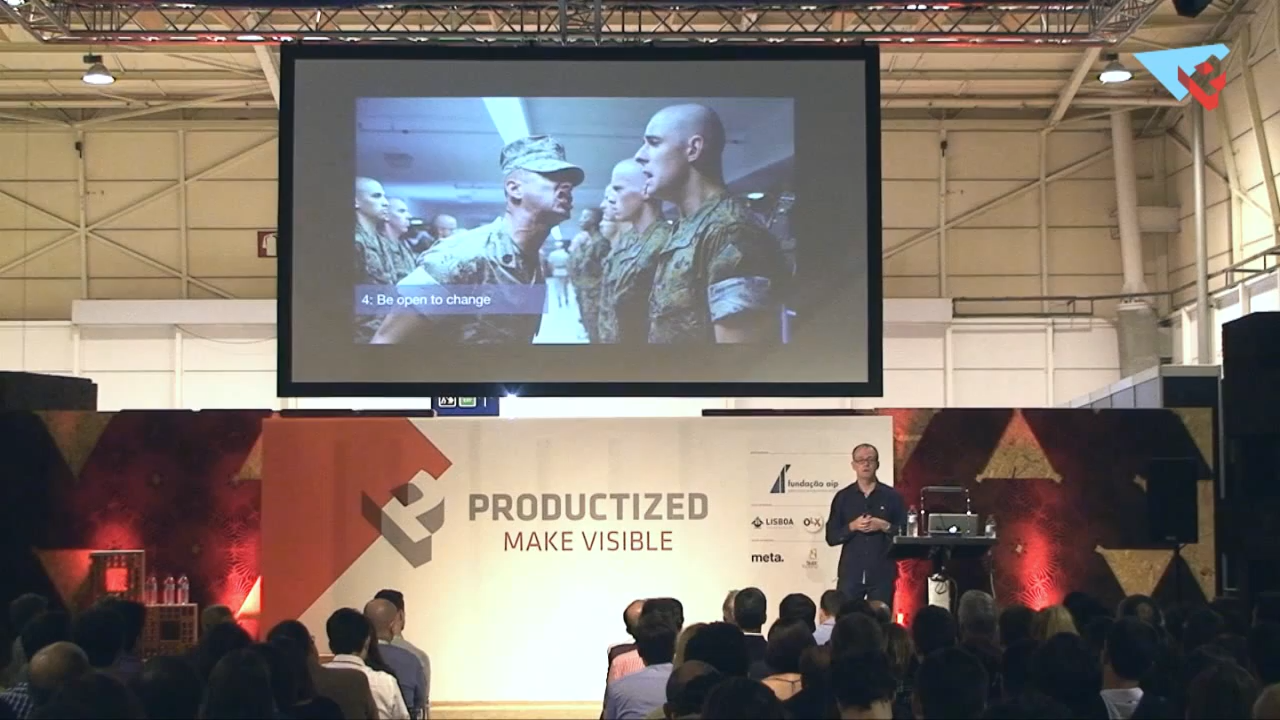 4: Be open to change
PRODUCTIZED
MAKE VISIBLE
fundação aip
LISBOA
OLX
meta.